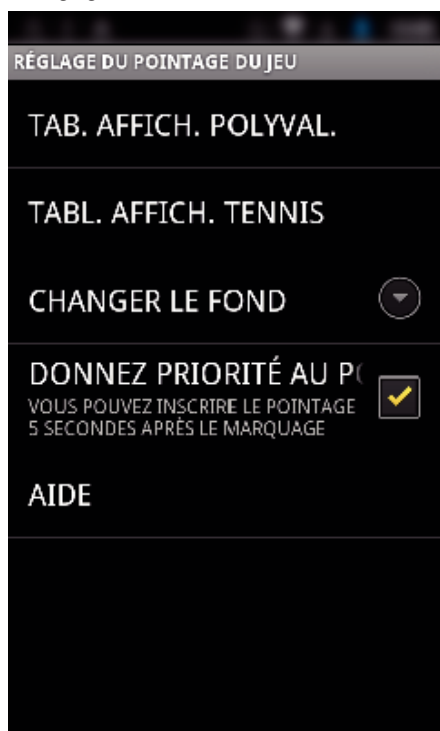 RÉGLAGE DU POINTAGE DU JEU
TAB. AFFICH. POLYVAL.
TABL. AFFICH. TENNIS
CHANGER LE FOND
DONNEZ PRIORITÉ AU
VOUS POUVEZ INSCRIRE LE POINTAGE
5 SECONDES APRÈS LE MARQUAGE
AIDE